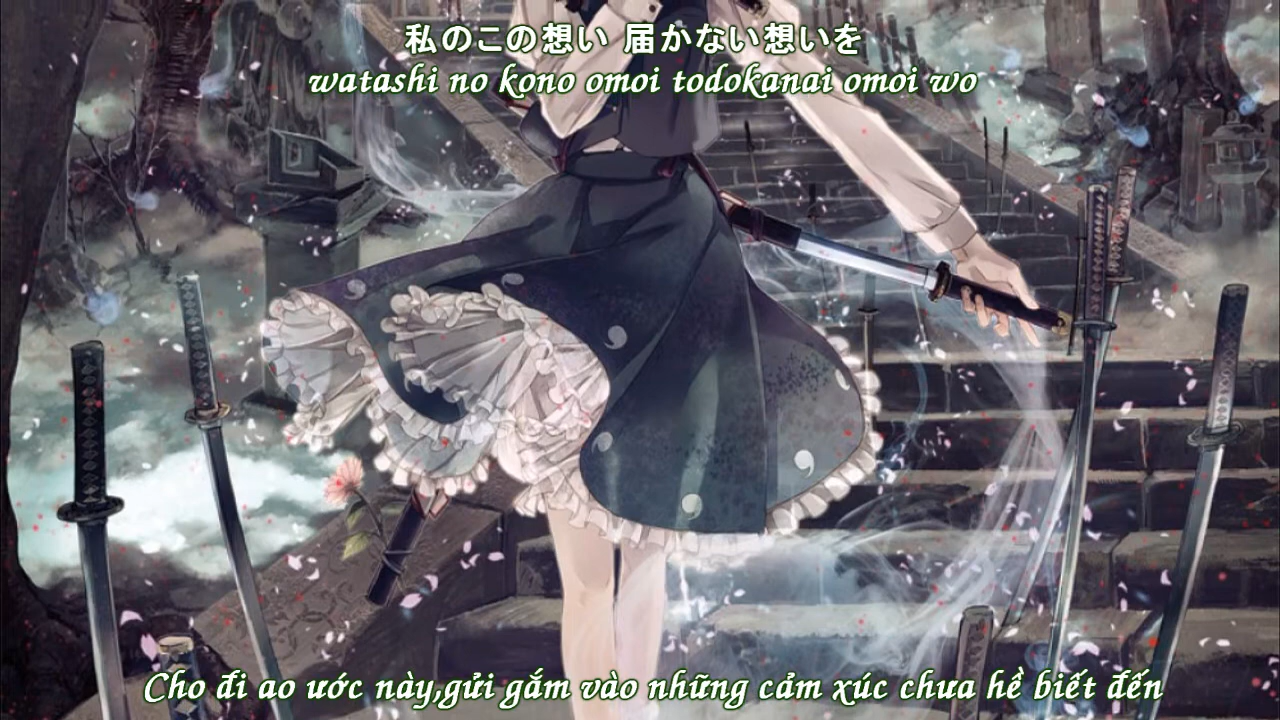 私のこの想い 届かない想いを
watashi no kono omoi todokanai omoi wo
Cho đi ao ước này,gửi gắm vào những cảm xúc chưa hề biết đến